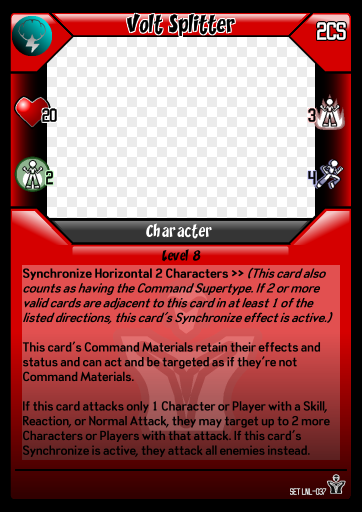 Volt Splitter
2CS
20
3
2
4
Character
Level 8
Synchronize Horizontal 2 Characters >> (This card also
counts as having the Command Supertype. If 2 or more
valid cards are adjacent to this card in at least 1 of the
listed directions, this card's Synchronize effect is active.)
This card's Command Materials retain their effects and
status and can act and be targeted as if they're not
Command Materials.
If this card attacks only 1 Character or Player with a Skill,
Reaction, or Normal Attack, they may target up to 2 more
Characters or Players with that attack. If this card's
Synchronize is active, they attack all enemies instead.
SET LNL-037